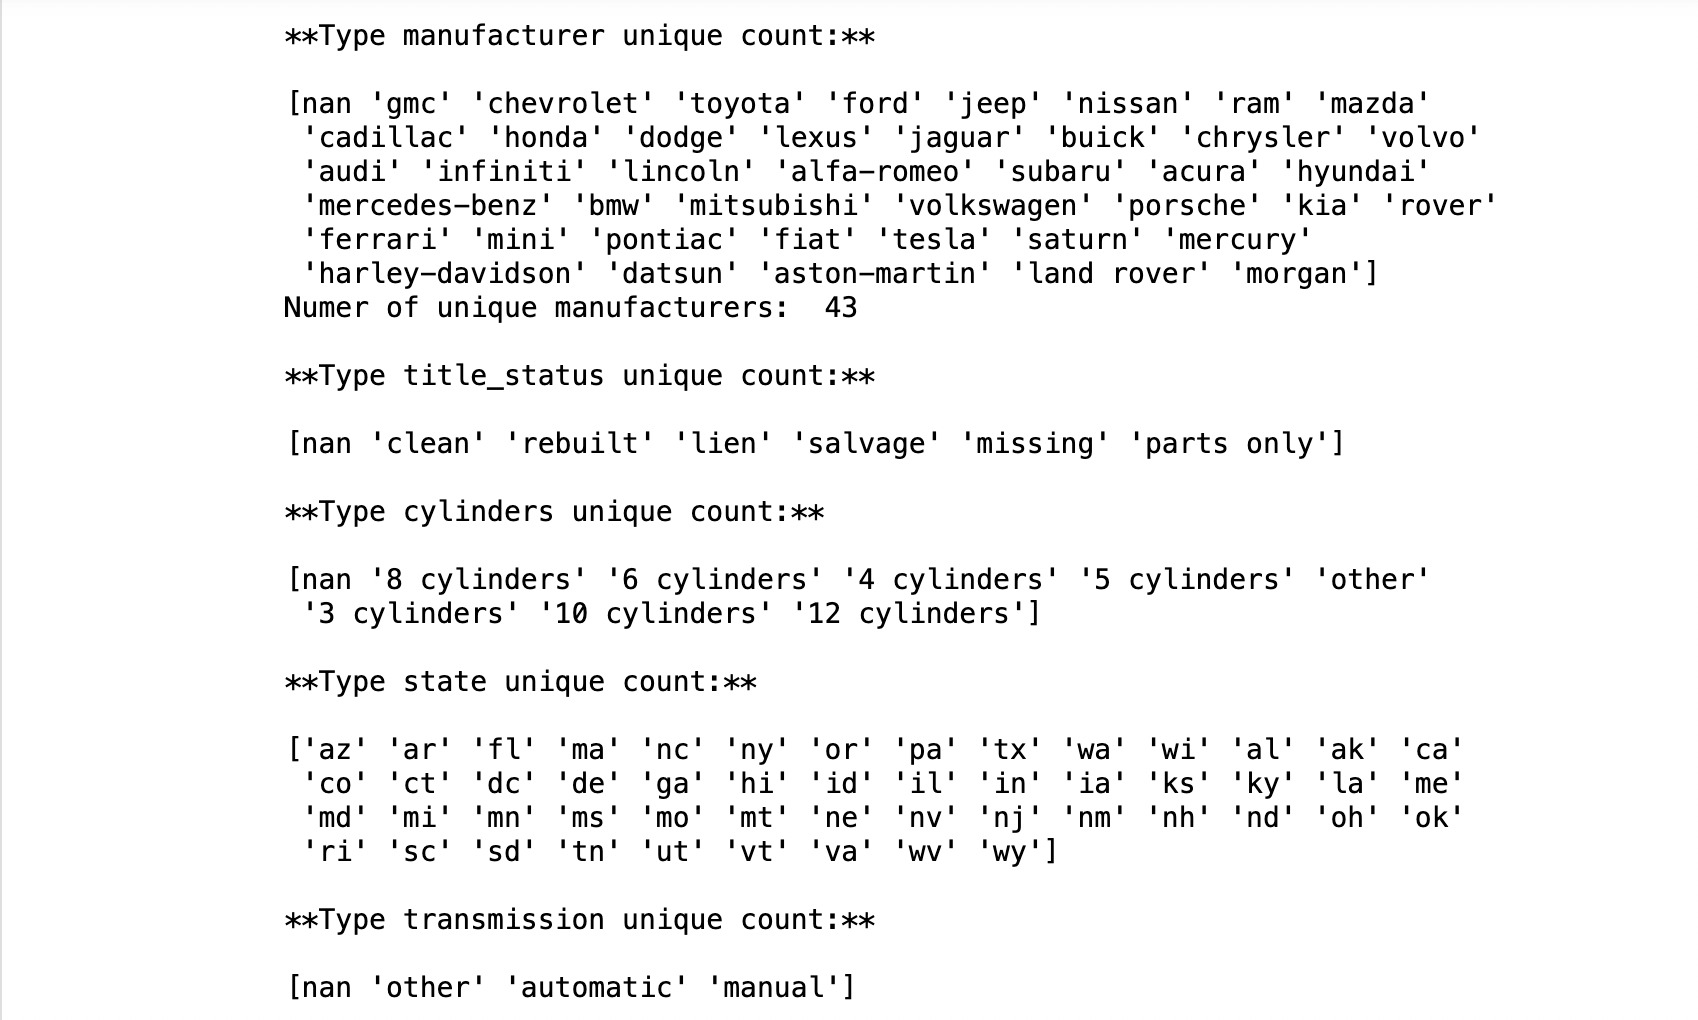 **Type manufacturer unique count:**
[nan 'gmc' 'chevrolet' 'toyota' 'ford' 'jeep' 'nissan' 'ram' 'mazda'
'cadillac' 'honda' 'dodge' 'lexus' 'jaguar' 'buick' 'chrysler' 'volvo'
'audi' 'infiniti' 'lincoln' 'alfa-romeo' 'subaru' 'acura' 'hyundai'
'mercedes-benz' 'bmw' 'mitsubishi' 'volkswagen' 'porsche' 'kia' 'rover'
'ferrari' 'mini' 'pontiac' 'fiat' 'tesla' 'saturn' 'mercury'
'harley-davidson' 'datsun' 'aston-martin' 'land rover' 'morgan']
Numer of unique manufacturers:  43
**Type title_status unique count:**
[nan 'clean' 'rebuilt' 'lien' 'salvage' 'missing' 'parts only']
**Type cylinders unique count:**
[nan '8 cylinders' '6 cylinders' '4 cylinders' '5 cylinders' 'other'
'3 cylinders' '10 cylinders' '12 cylinders']
**Type state unique count:**
['az' 'ar' 'fl' 'ma' 'nc' 'ny' 'or' 'pa' 'tx' 'wa' 'wi' 'al' 'ak' 'ca'
'co' 'ct' 'dc' 'de' 'ga' 'hi' 'id' 'il' 'in' 'ia' 'ks' 'ky' 'la' 'me'
'md' 'mi' 'mn' 'ms' 'mo' 'mt' 'ne' 'nv' 'nj' 'nm' 'nh' 'nd' 'oh' 'ok'
'ri' 'sc' 'sd' 'tn' 'ut' 'vt' 'va' 'wv' 'wy']
**Type transmission unique count:**
[nan 'other' 'automatic' 'manual']